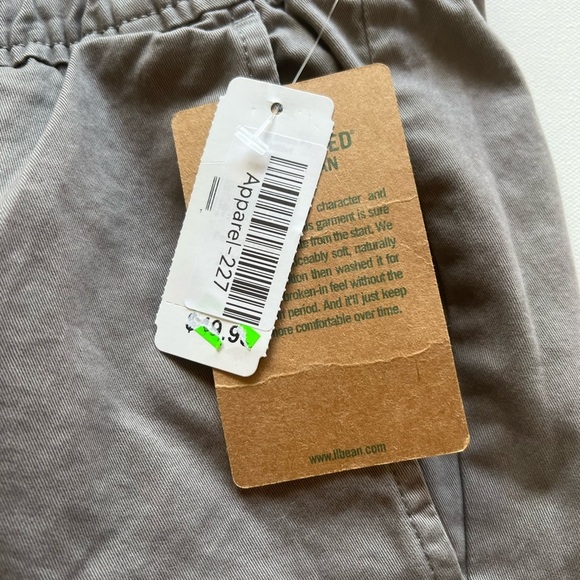 Apparel-227
ED®
AN
character and
s garment is sure
from the start. We
ceably soft, naturally
ton then washed it for
broken-in feel without the
period. And it'll just keep
ore comfortable over time.
www.llbean.com